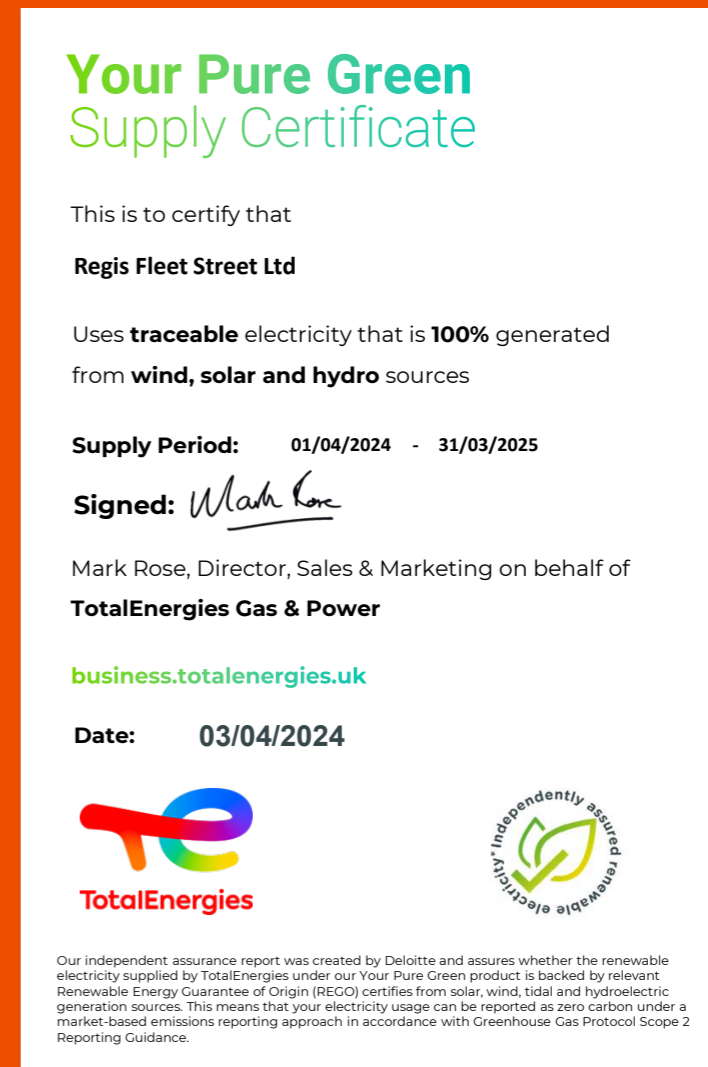 Your Pure Green
Supply Certificate
This is to certify that
Regis Fleet Street Ltd
Uses traceable electricity that is 100% generated
from wind, solar and hydro sources
Supply Period: 01/04/2024 - 31/03/2025
Signed: Mark Rose
Mark Rose, Director, Sales & Marketing on behalf of
TotalEnergies Gas & Power
business.totalenergies.uk
Date: 03/04/2024
TotalEnergies
Independently assured renewable electricity*
Our independent assurance report was created by Deloitte and assures whether the renewable
electricity supplied by TotalEnergies under our Your Pure Green product is backed by relevant
Renewable Energy Guarantee of Origin (REGO) certifies from solar, wind, tidal and hydroelectric
generation sources. This means that your electricity usage can be reported as zero carbon under a
market-based emissions reporting approach in accordance with Greenhouse Gas Protocol Scope 2
Reporting Guidance.